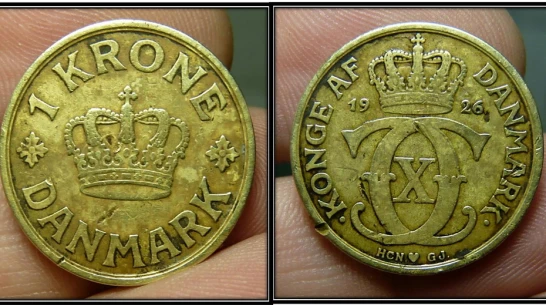 1 KRONE
DANMARK
KONGE AF DANMARK
19 26
X
HCN ♥ GJ.